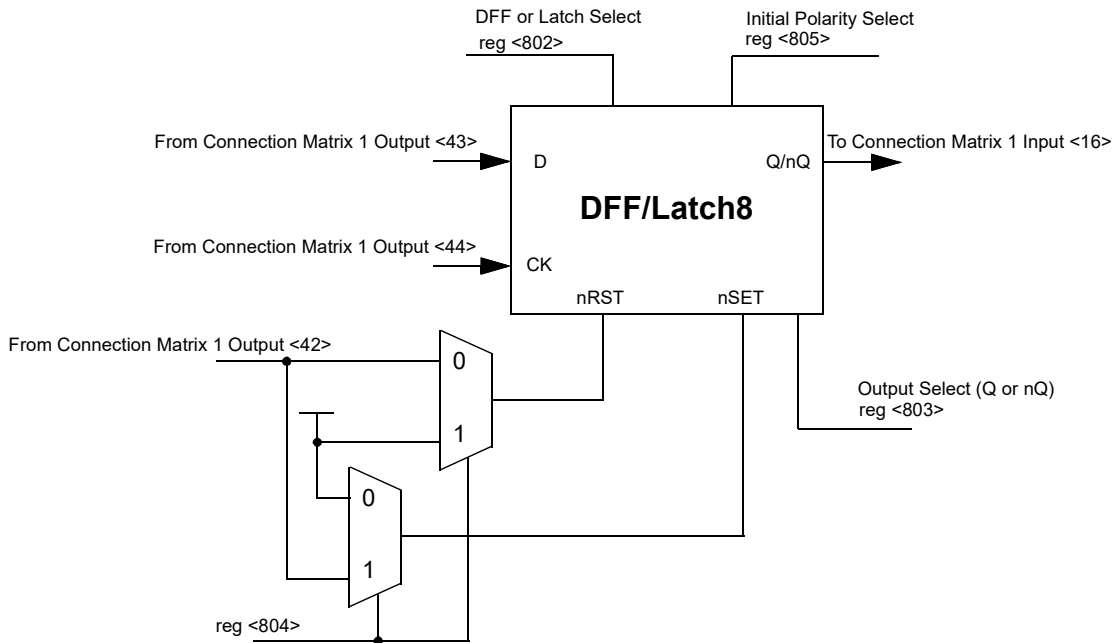 DFF or Latch Select
reg <802>
Initial Polarity Select
reg <805>
From Connection Matrix 1 Output <43>
D
Q/nQ
To Connection Matrix 1 Input <16>
DFF/Latch8
From Connection Matrix 1 Output <44>
CK
nRST
nSET
From Connection Matrix 1 Output <42>
0
1
Output Select (Q or nQ)
reg <803>
0
1
reg <804>